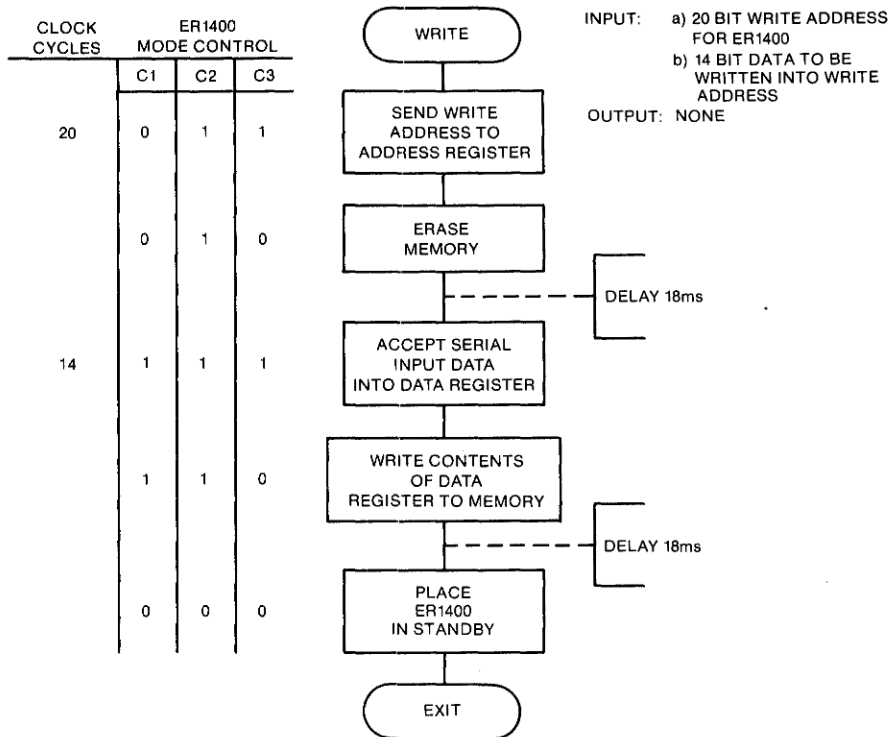 CLOCK
CYCLES
ER1400
MODE CONTROL
C1 C2 C3
20 0 1 1
0 1 0
14 1 1 1
1 1 0
0 0 0
WRITE
SEND WRITE
ADDRESS TO
ADDRESS REGISTER
ERASE
MEMORY
DELAY 18ms
ACCEPT SERIAL
INPUT DATA
INTO DATA REGISTER
WRITE CONTENTS
OF DATA
REGISTER TO MEMORY
DELAY 18ms
PLACE
ER1400
IN STANDBY
EXIT
INPUT: a) 20 BIT WRITE ADDRESS
FOR ER1400
b) 14 BIT DATA TO BE
WRITTEN INTO WRITE
ADDRESS
OUTPUT: NONE